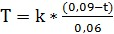 T = k * (0,09−t) / 0,06